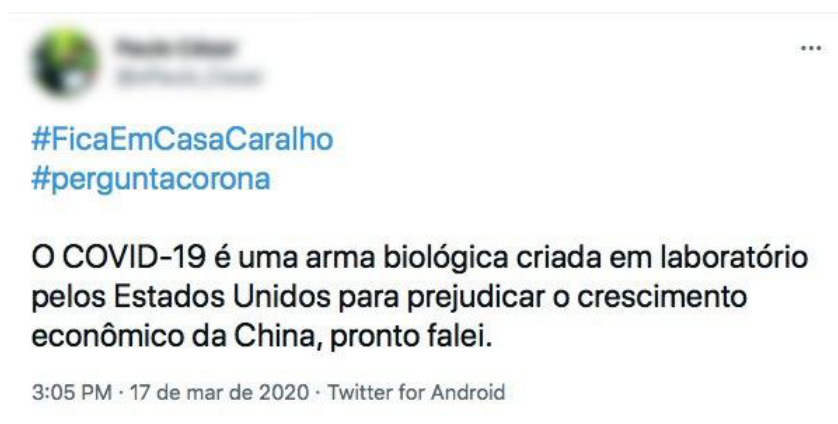 #FicaEmCasaCaralho
#perguntacorona
O COVID-19 é uma arma biológica criada em laboratório
pelos Estados Unidos para prejudicar o crescimento
econômico da China, pronto falei.
3:05 PM · 17 de mar de 2020 · Twitter for Android